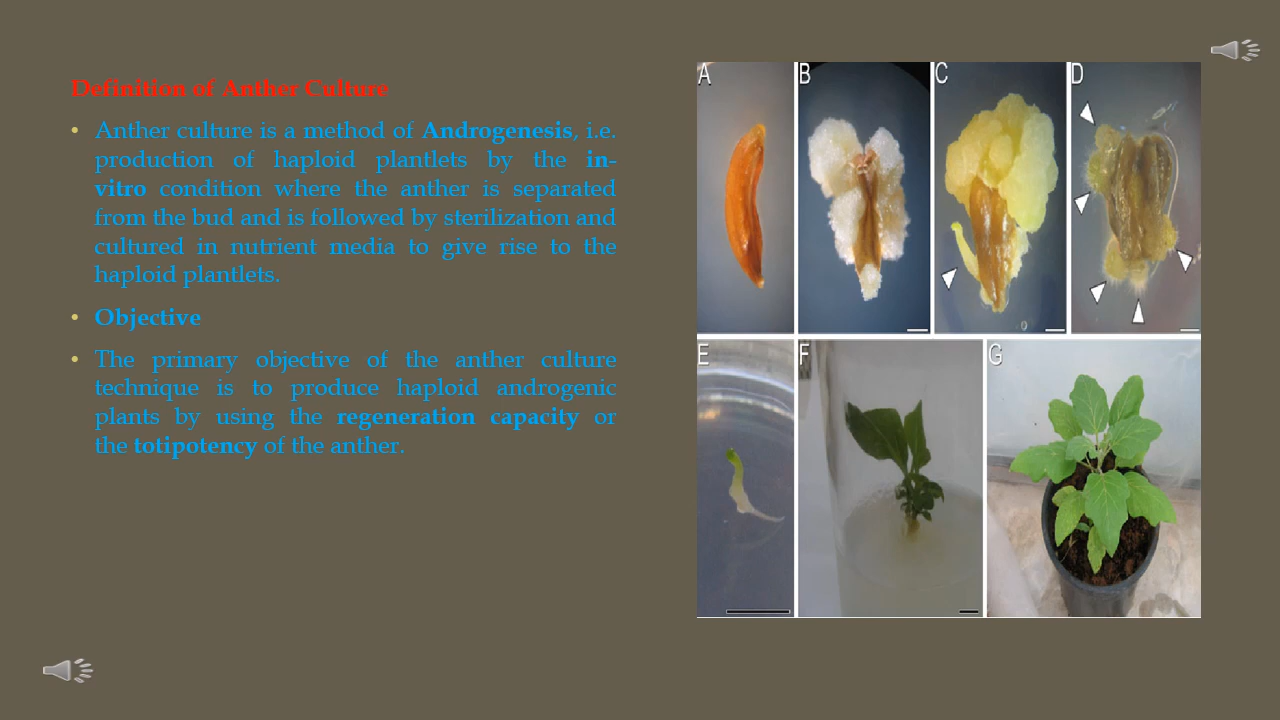 Definition of Anther Culture
• Anther culture is a method of Androgenesis, i.e.
production of haploid plantlets by the in-
vitro condition where the anther is separated
from the bud and is followed by sterilization and
cultured in nutrient media to give rise to the
haploid plantlets.
• Objective
• The primary objective of the anther culture
technique is to produce haploid androgenic
plants by using the regeneration capacity or
the totipotency of the anther.
A
B
C
D
E
F
G